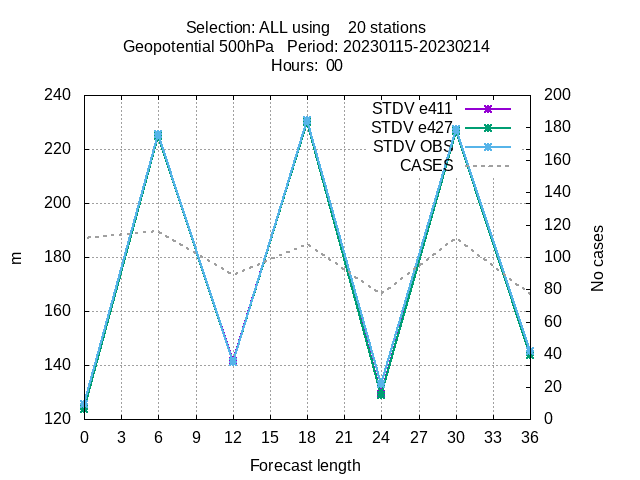 Selection: ALL using    20 stations
Geopotential 500hPa   Period: 20230115-20230214
Hours:  00
240
220
200
180
160
140
120
200
180
160
140
120
100
80
60
40
20
0
STDV e411
STDV e427
STDV OBS
CASES
m
No cases
0 3 6 9 12 15 18 21 24 27 30 33 36
Forecast length